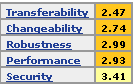 Transferability 2.47
Changeability 2.74
Robustness 2.99
Performance 2.93
Security 3.41